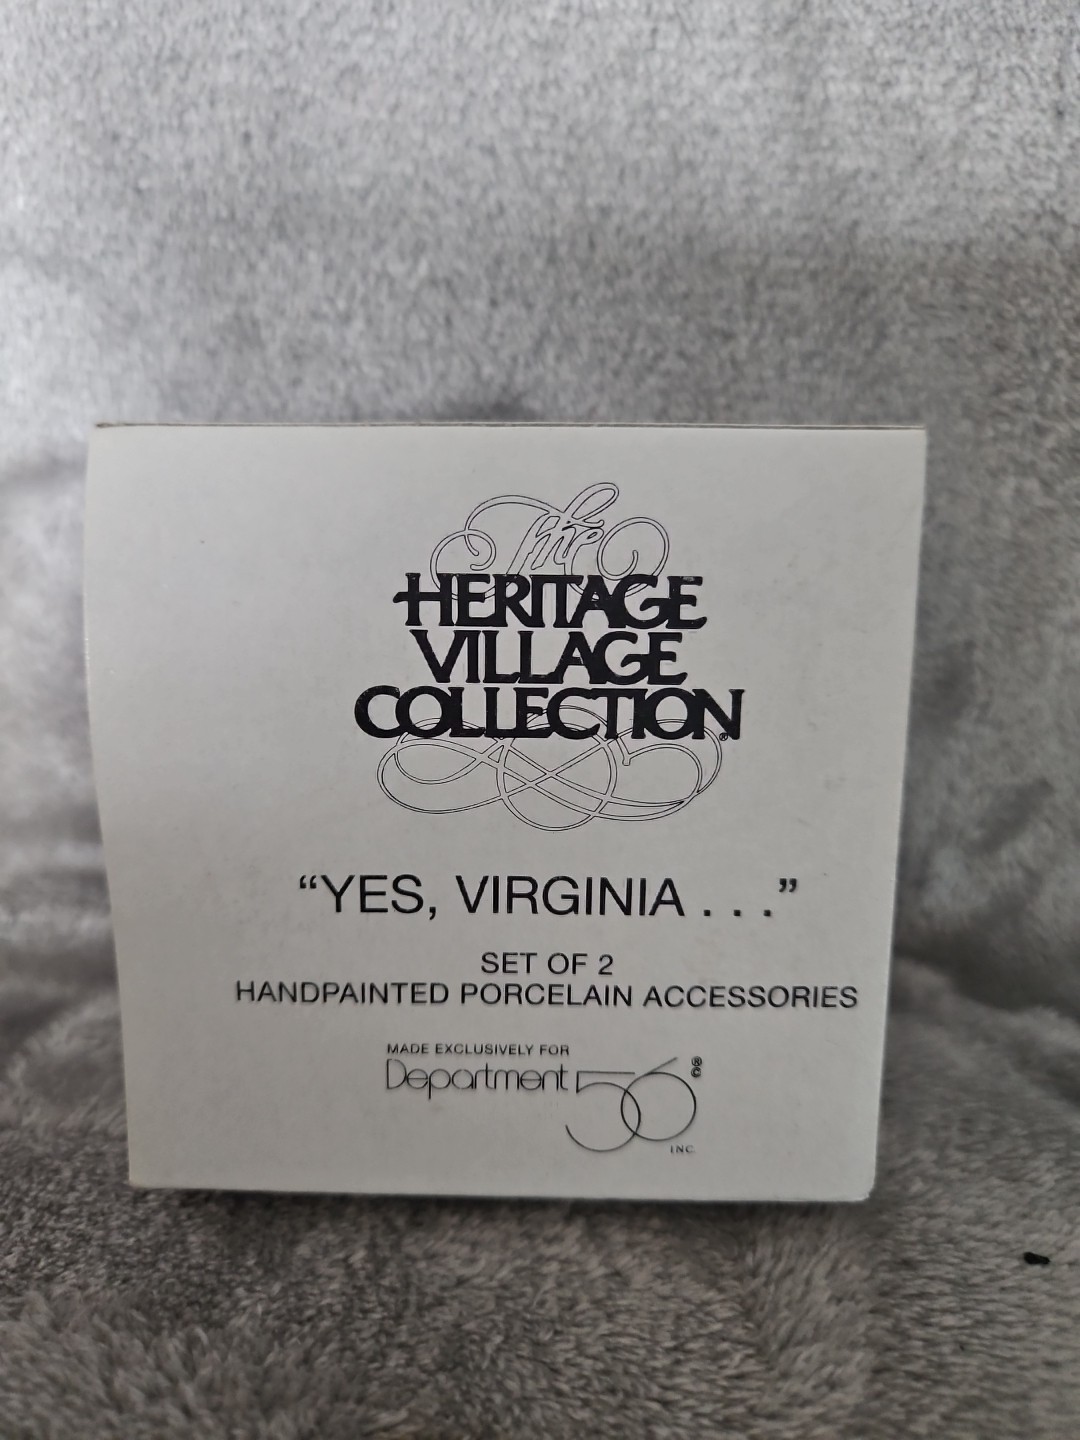 The
HERITAGE
VILLAGE
COLLECTION®
“YES, VIRGINIA . . .”
SET OF 2
HANDPAINTED PORCELAIN ACCESSORIES
MADE EXCLUSIVELY FOR
Department 56 ®©
INC.